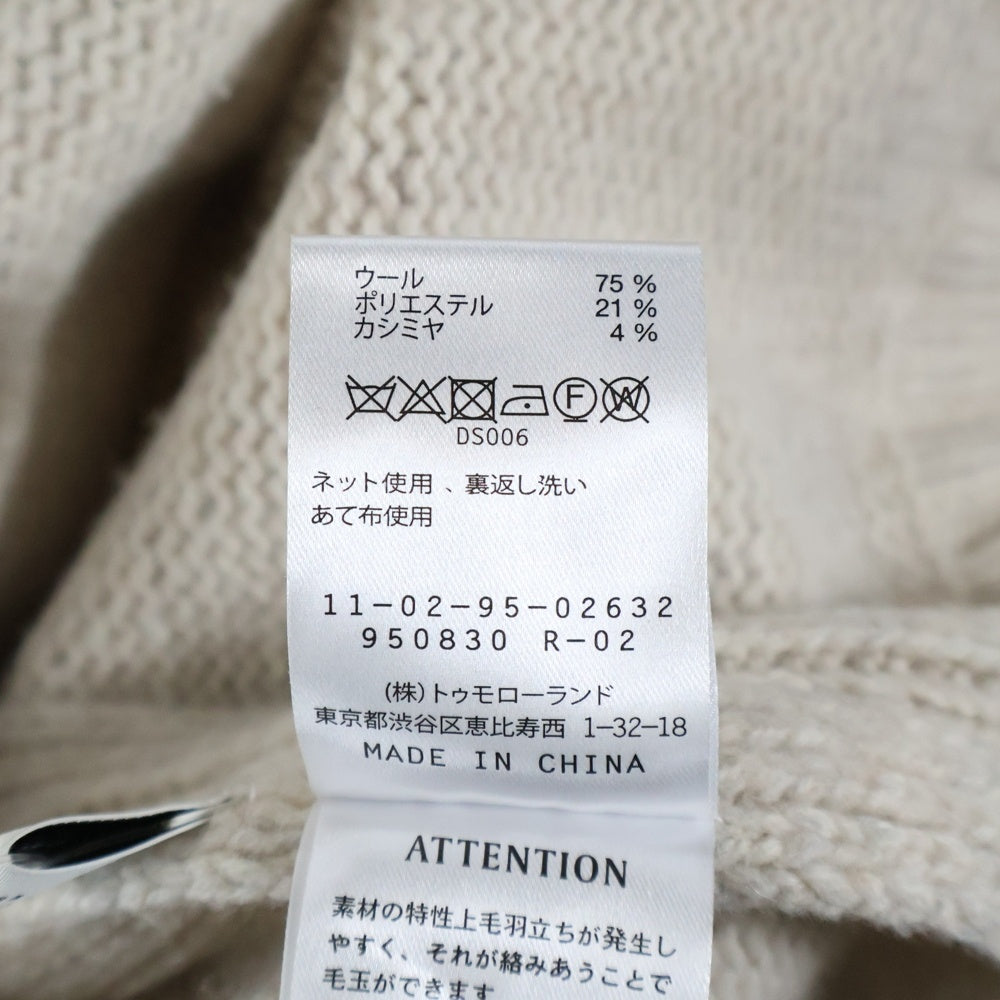 ウール 75 %
ポリエステル 21 %
カシミヤ 4 %
F W
DS006
ネット使用 、裏返し洗い
あて布使用
11-02-95-02632
950830 R-02
(株)トゥモローランド
東京都渋谷区恵比寿西 1-32-18
MADE IN CHINA
ATTENTION
素材の特性上毛羽立ちが発生し
やすく、それが絡みあうことで
毛玉ができます